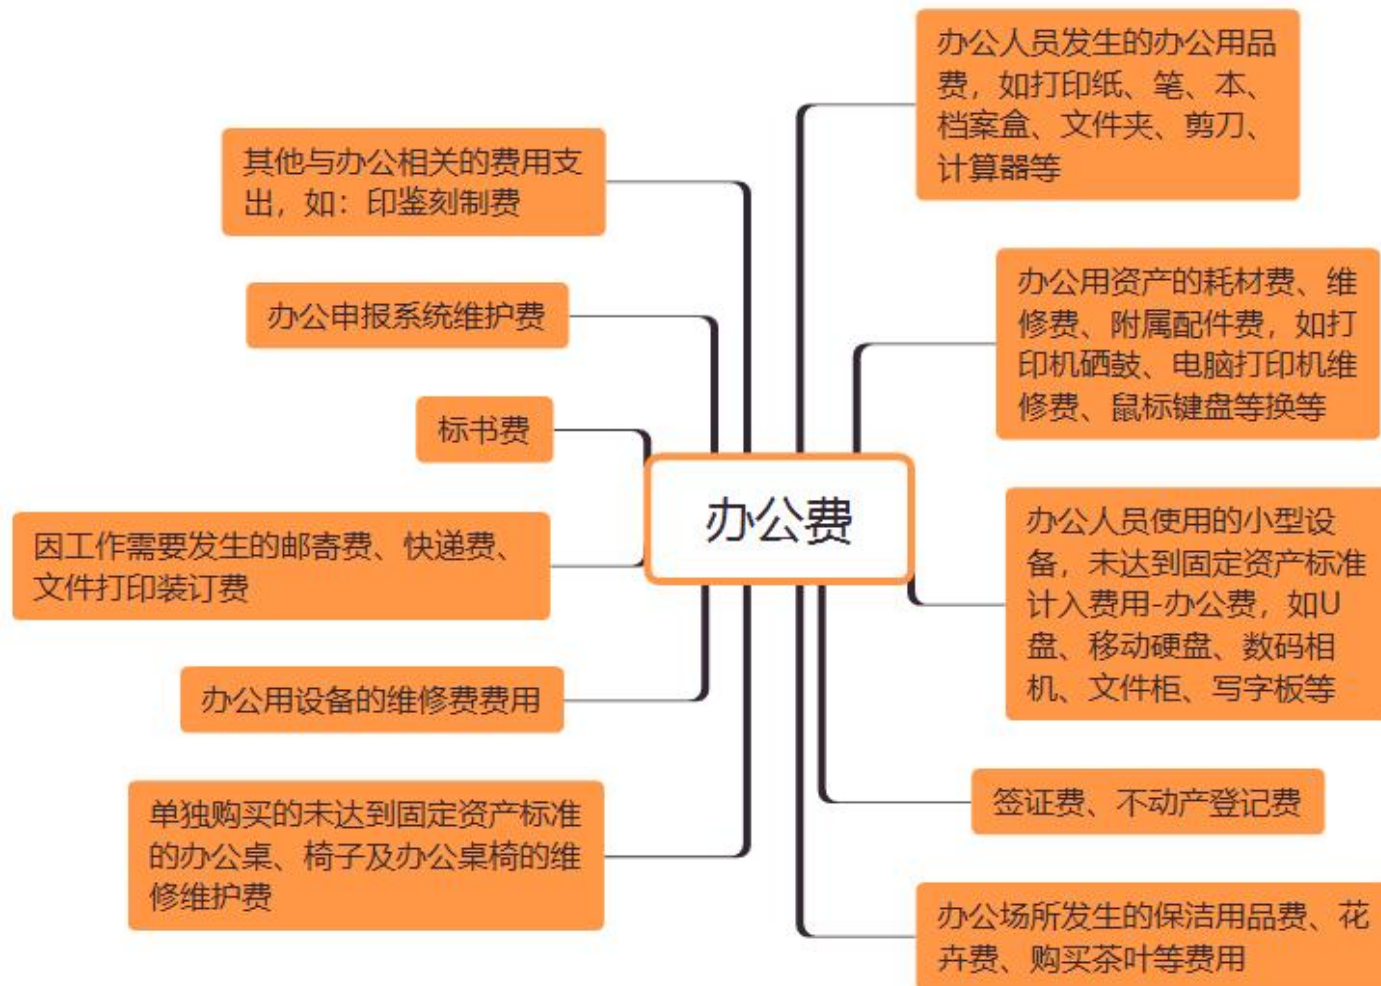 办公费
办公人员发生的办公用品
费，如打印纸、笔、本、
档案盒、文件夹、剪刀、
计算器等
办公用资产的耗材费、维
修费、附属配件费，如打
印机硒鼓、电脑打印机维
修费、鼠标键盘等换等
办公人员使用的小型设
备，未达到固定资产标准
计入费用-办公费，如U
盘、移动硬盘、数码相
机、文件柜、写字板等
签证费、不动产登记费
办公场所发生的保洁用品费、花
卉费、购买茶叶等费用
其他与办公相关的费用支
出，如：印鉴刻制费
办公申报系统维护费
标书费
因工作需要发生的邮寄费、快递费、
文件打印装订费
办公用设备的维修费费用
单独购买的未达到固定资产标准
的办公桌、椅子及办公桌椅的维
修维护费